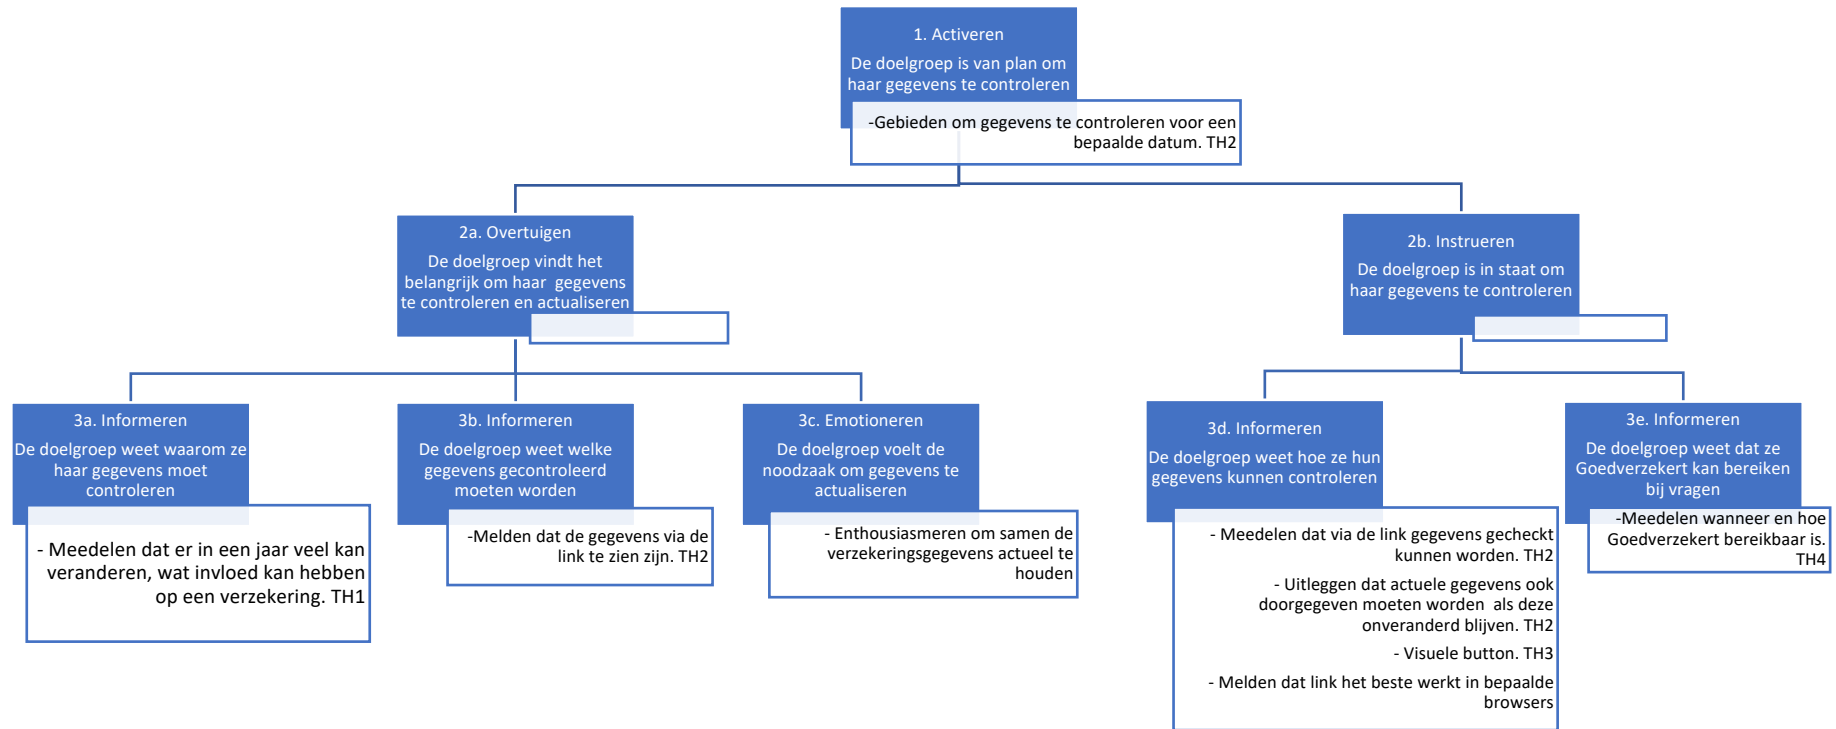 1. Activeren
De doelgroep is van plan om
haar gegevens te controleren
-Gebieden om gegevens te controleren voor een
bepaalde datum. TH2
2a. Overtuigen
De doelgroep vindt het
belangrijk om haar  gegevens
te controleren en actualiseren
2b. Instrueren
De doelgroep is in staat om
haar gegevens te controleren
3a. Informeren
De doelgroep weet waarom ze
haar gegevens moet
controleren
- Meedelen dat er in een jaar veel kan
veranderen, wat invloed kan hebben
op een verzekering. TH1
3b. Informeren
De doelgroep weet welke
gegevens gecontroleerd
moeten worden
-Melden dat de gegevens via de
link te zien zijn. TH2
3c. Emotioneren
De doelgroep voelt de
noodzaak om gegevens te
actualiseren
- Enthousiasmeren om samen de
verzekeringsgegevens actueel te
houden
3d. Informeren
De doelgroep weet hoe ze hun
gegevens kunnen controleren
- Meedelen dat via de link gegevens gecheckt
kunnen worden. TH2
- Uitleggen dat actuele gegevens ook
doorgegeven moeten worden  als deze
onveranderd blijven. TH2
- Visuele button. TH3
- Melden dat link het beste werkt in bepaalde
browsers
3e. Informeren
De doelgroep weet dat ze
Goedverzekert kan bereiken
bij vragen
-Meedelen wanneer en hoe
Goedverzekert bereikbaar is.
TH4